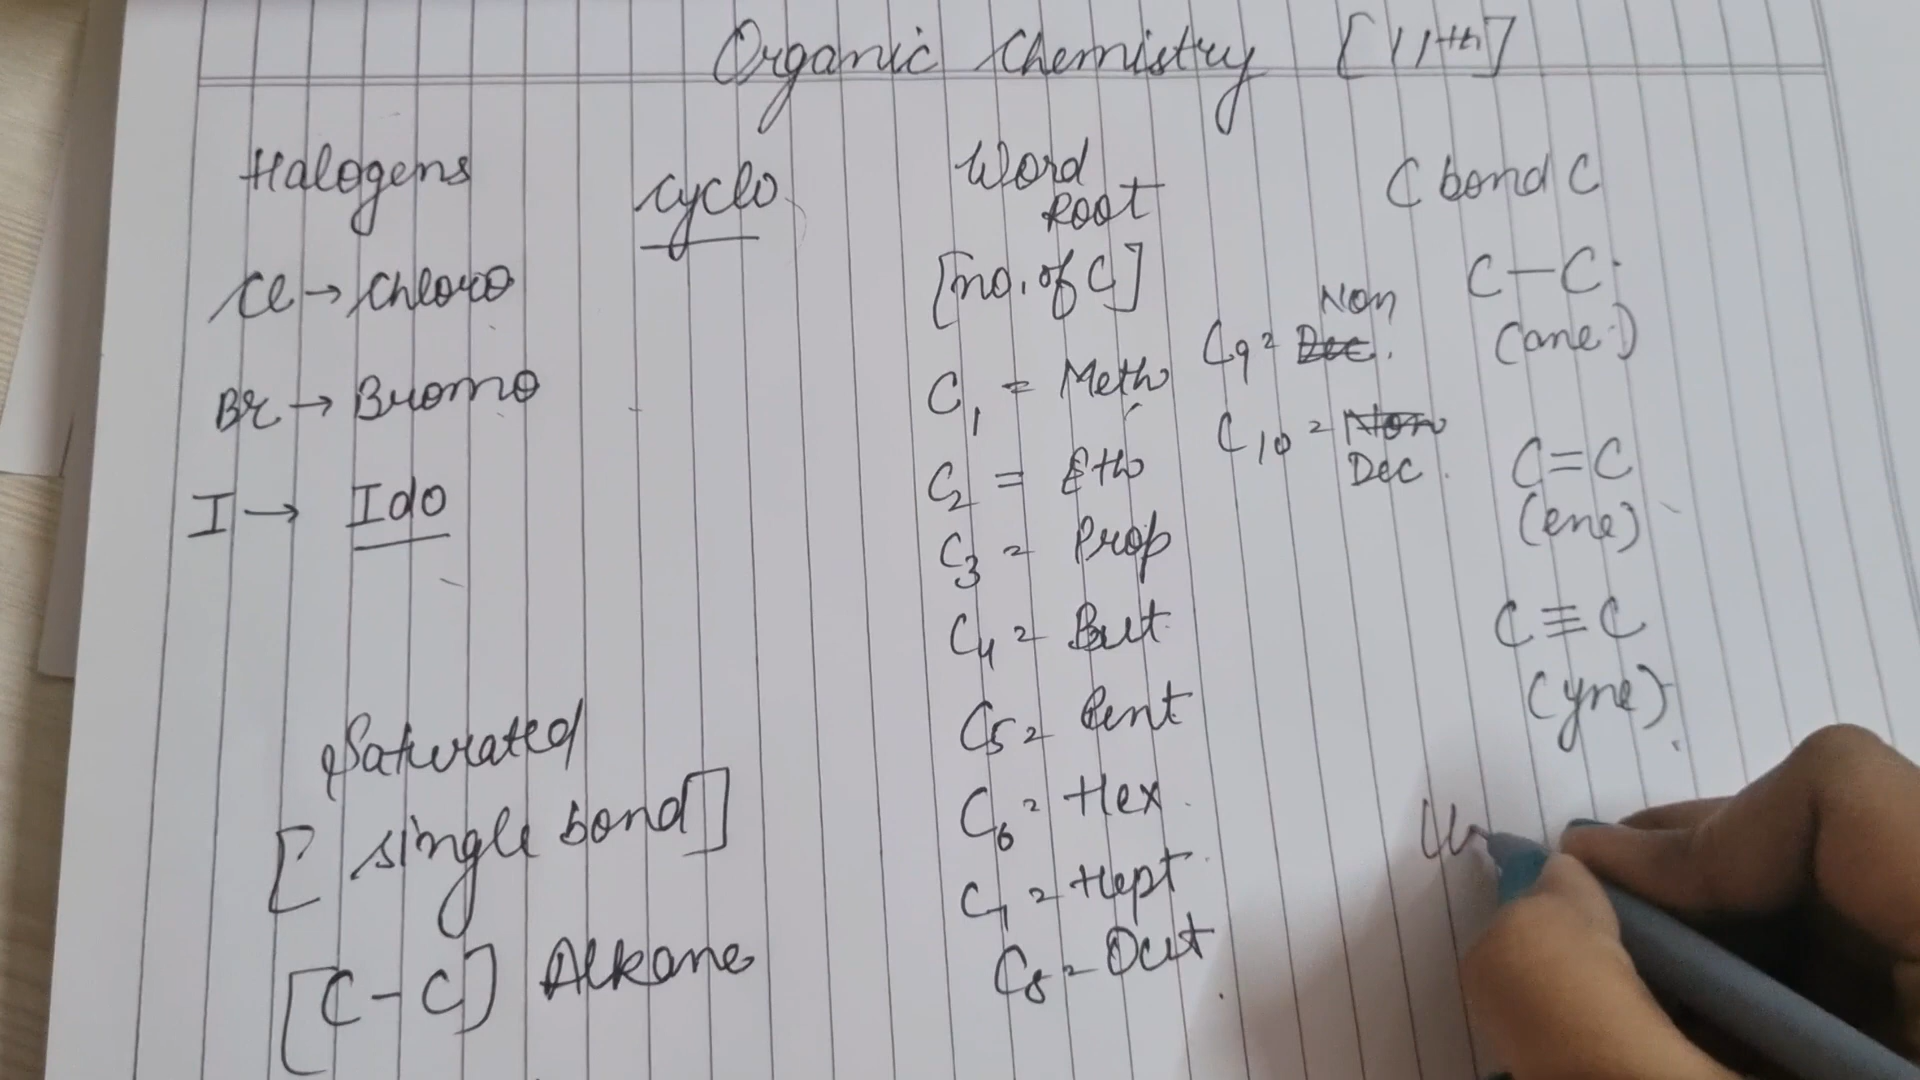 Organic Chemistry [11th]
Halogens
Cl → Chloro
Br → Bromo
I → Ido
Cyclo
Saturated
[single bond]
[C-C] Alkane
Word
Root
[no. of C]
C1 = Meth
C2 = Eth
C3 = Prop
C4 = But
C5 = Pent
C6 = Hex
C7 = Hept
C8 = Oct
Non
C9 = Dec.
C10 = Non
Dec.
C bond C
C-C
(ane)
C=C
(ene)
C≡C
(yne)